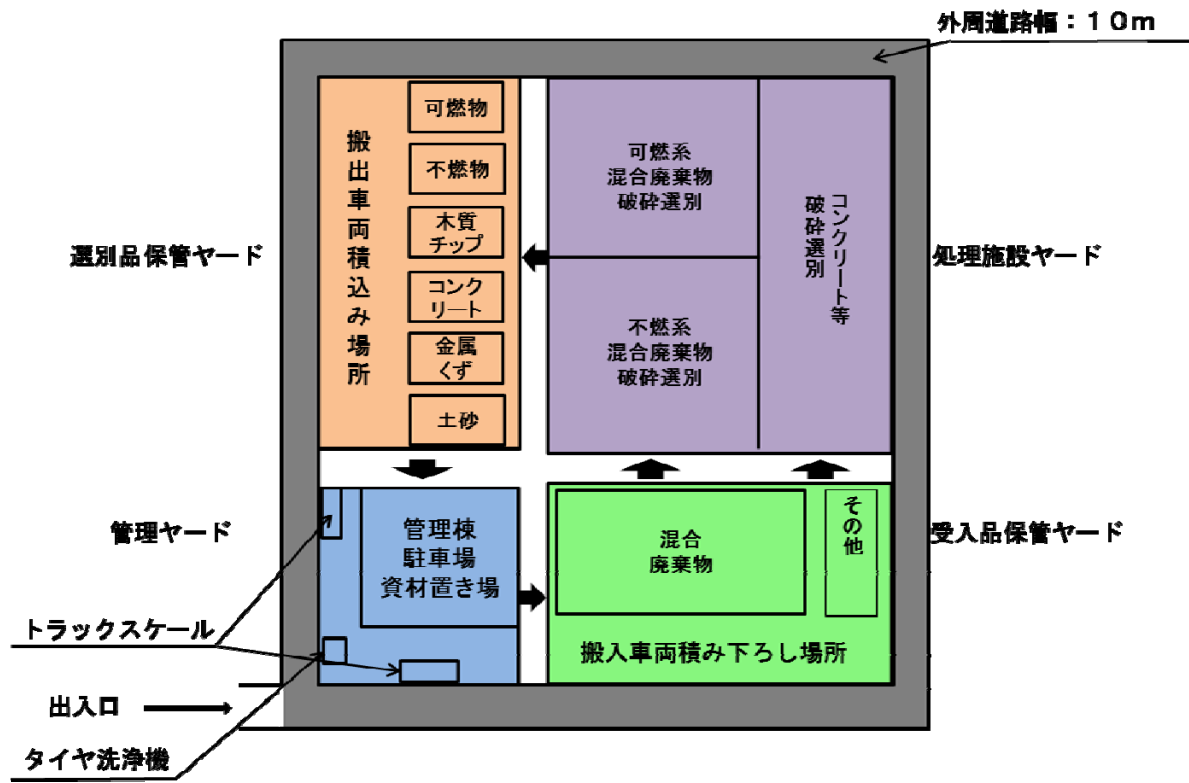 外周道路幅：１０ｍ
搬出車両積込み場所
可燃物
不燃物
木質
チップ
コンク
リート
金属
くず
土砂
可燃系
混合廃棄物
破砕選別
不燃系
混合廃棄物
破砕選別
コンクリート等
破砕選別
選別品保管ヤード
処理施設ヤード
管理ヤード
管理棟
駐車場
資材置き場
混合
廃棄物
その他
受入品保管ヤード
搬入車両積み下ろし場所
トラックスケール
出入口
タイヤ洗浄機